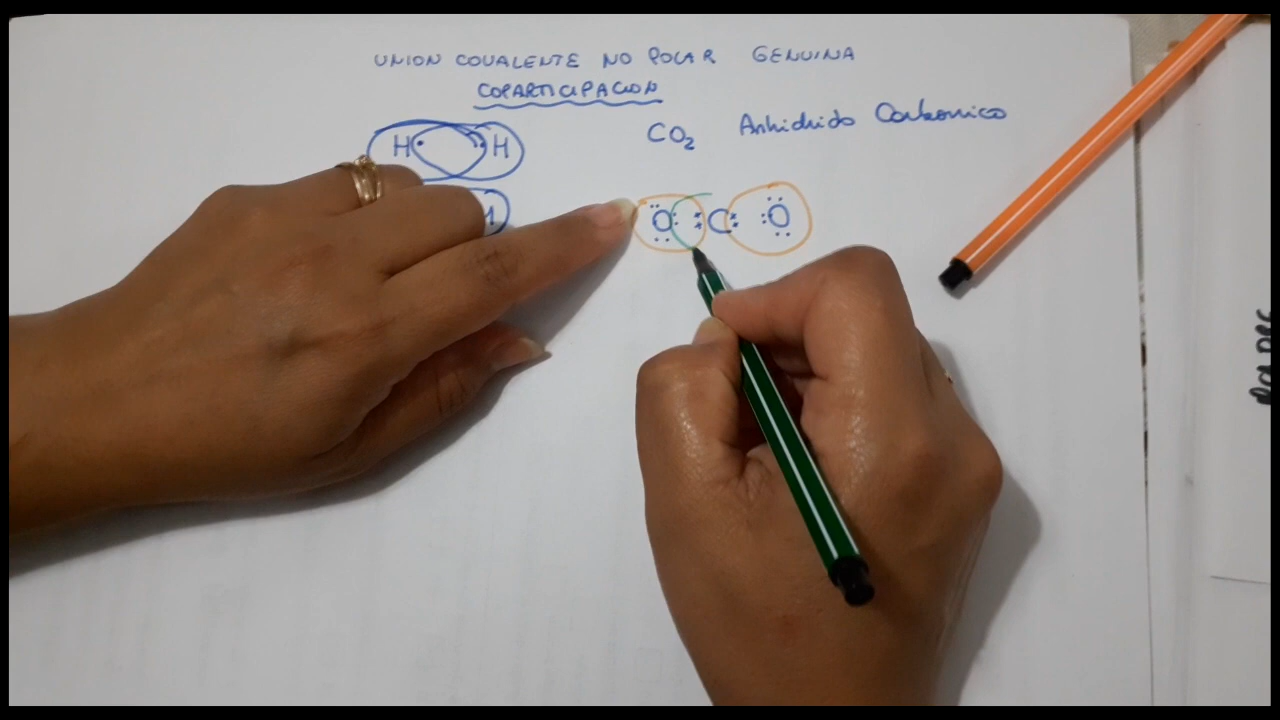 UNION COVALENTE NO POLAR GENUINA
COPARTICIPACION
H H
CO₂ Anhidrido Carbonico
O C O